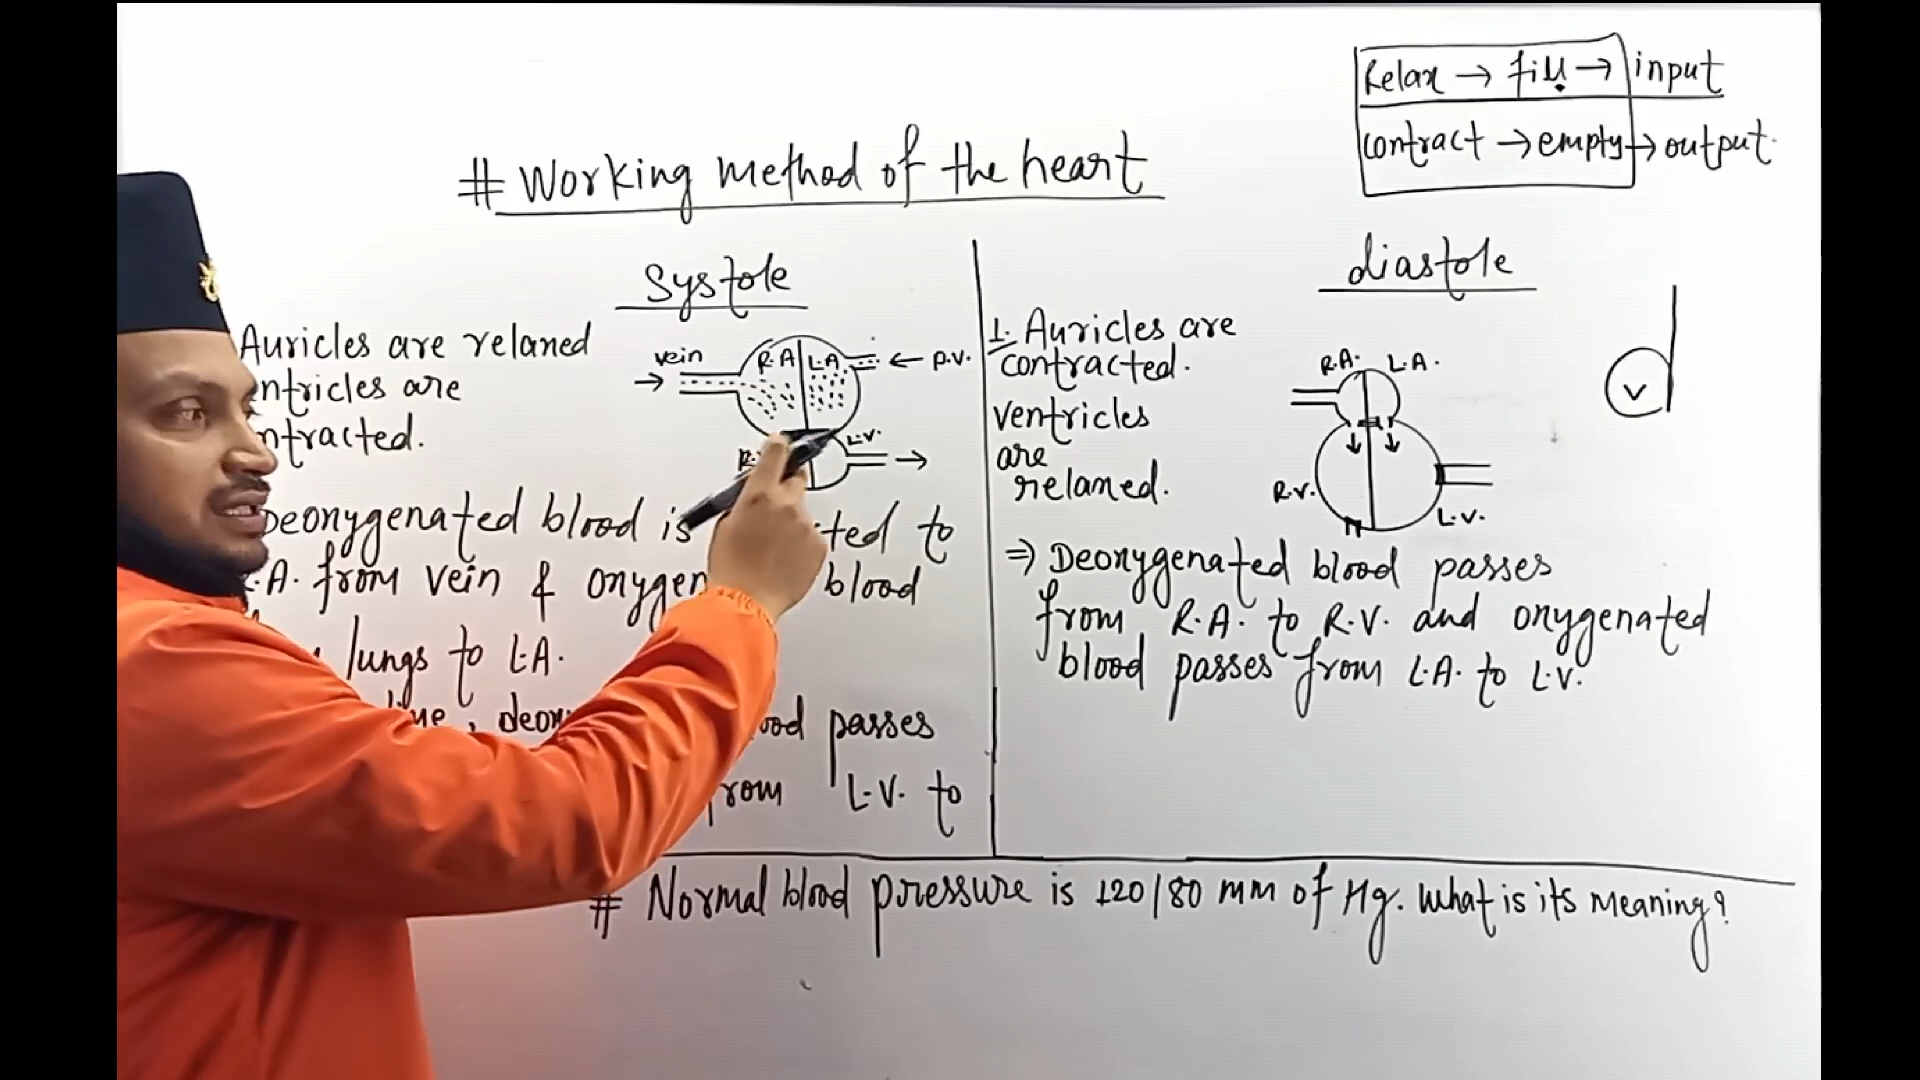 Relax → fill → input
contract → empty → output.
# Working method of the heart
Systole
Auricles are relaxed
ntricles are
ntracted.
vein
R.A
L.A.
← P.V.
L.V.
Deoxygenated blood is
ted to
.A. from vein & oxygen
blood
lungs to L.A.
, deox
ood passes
rom L.V. to
diastole
1. Auricles are
contracted.
ventricles
are
relaxed.
R.A.
L.A.
R.V.
L.V.
V
⇒ Deoxygenated blood passes
from R.A. to R.V. and oxygenated
blood passes from L.A. to L.V.
# Normal blood pressure is 120/80 mm of Hg. What is its Meaning?